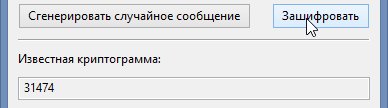 Сгенерировать случайное сообщение Зашифровать
Известная криптограмма:
31474